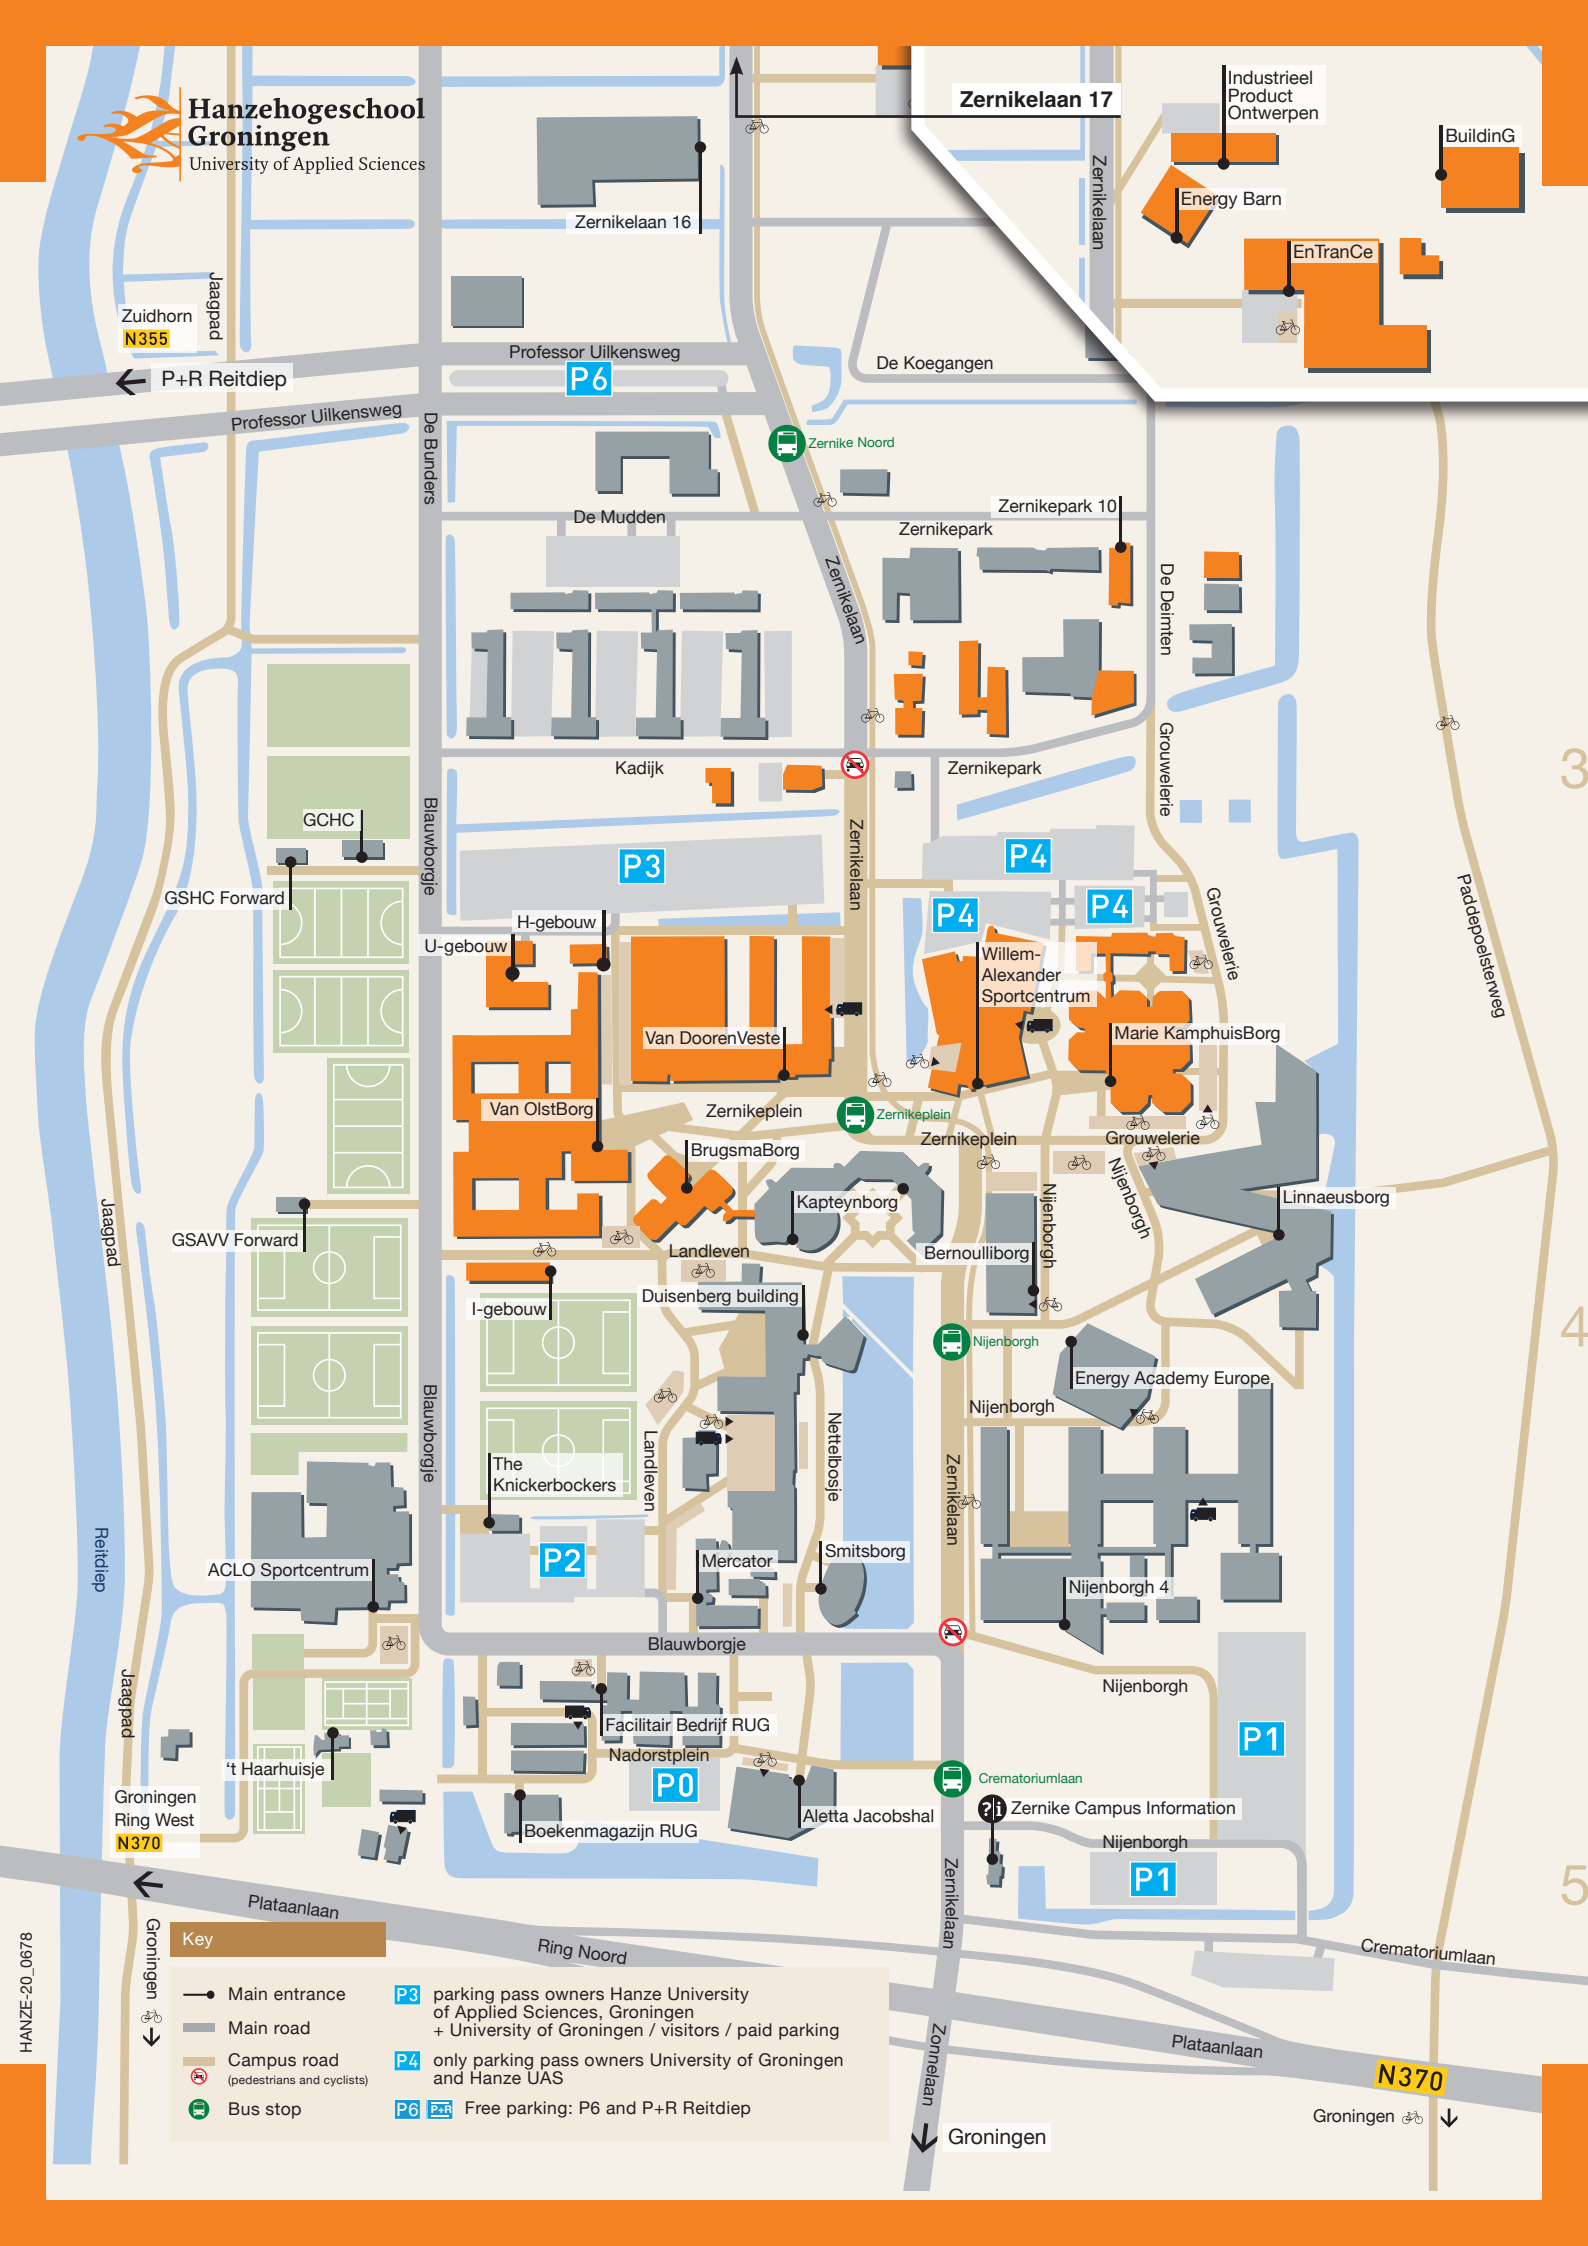 Hanzehogeschool
Groningen
University of Applied Sciences
Zernikelaan 17
Industrieel
Product
Ontwerpen
BuildinG
Energy Barn
EnTranCe
Zernikelaan
Zernikelaan 16
Jaagpad
Zuidhorn
N355
P+R Reitdiep
Professor Uilkensweg
P6
Professor Uilkensweg
De Koegangen
De Bunders
Zernike Noord
Zernikepark 10
De Mudden
Zernikepark
Zernikelaan
De Deimten
Grouwelerie
Kadijk
Zernikepark
3
GCHC
Blauwborgje
Zernikelaan
P3
P4
P4
P4
GSHC Forward
H-gebouw
U-gebouw
Grouwelerie
Paddepoelsterweg
Willem-
Alexander
Sportcentrum
Van DoorenVeste
Marie KamphuisBorg
Van OlstBorg
Zernikeplein
Zernikeplein
Zernikeplein
Grouwelerie
BrugsmaBorg
Kapteynborg
Nijenborgh
Nijenborgh
Linnaeusborg
Jaagpad
GSAVV Forward
Landleven
Bernoulliborg
Duisenberg building
I-gebouw
Nijenborgh
4
Energy Academy Europe
Nijenborgh
Blauwborgje
Landleven
Nettelbosje
Zernikelaan
The
Knickerbockers
Reitdiep
P2
Smitsborg
Mercator
ACLO Sportcentrum
Nijenborgh 4
Blauwborgje
Jaagpad
Nijenborgh
Facilitair Bedrijf RUG
P1
Nadorstplein
't Haarhuisje
P0
Crematoriumlaan
Groningen
Ring West
N370
Zernike Campus Information
Aletta Jacobshal
Boekenmagazijn RUG
Nijenborgh
P1
5
Zernikelaan
Plataanlaan
Groningen
Ring Noord
Crematoriumlaan
HANZE-20_0678
Key
Main entrance
Main road
Campus road
(pedestrians and cyclists)
Bus stop
P3 parking pass owners Hanze University
of Applied Sciences, Groningen
+ University of Groningen / visitors / paid parking
P4 only parking pass owners University of Groningen
and Hanze UAS
P6 P+R Free parking: P6 and P+R Reitdiep
Zonnelaan
Plataanlaan
N370
Groningen
Groningen